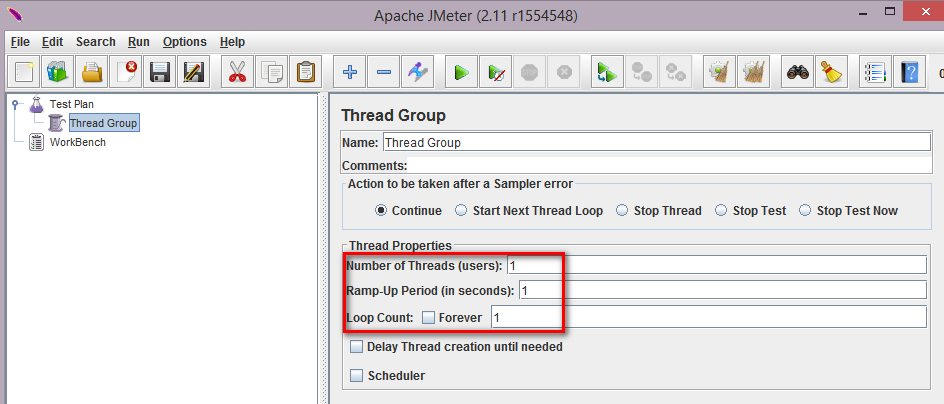 Apache JMeter (2.11 r1554548)
File Edit Search Run Options Help
Test Plan
Thread Group
WorkBench
Thread Group
Name: Thread Group
Comments:
Action to be taken after a Sampler error
Continue Start Next Thread Loop Stop Thread Stop Test Stop Test Now
Thread Properties
Number of Threads (users): 1
Ramp-Up Period (in seconds): 1
Loop Count: Forever 1
Delay Thread creation until needed
Scheduler